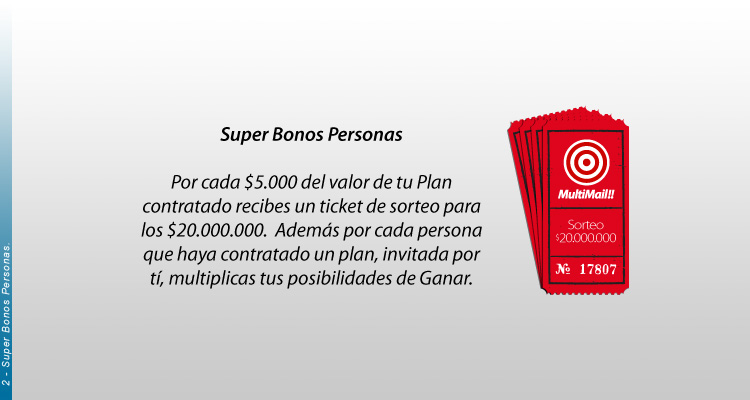 Super Bonos Personas
Por cada $5.000 del valor de tu Plan
contratado recibes un ticket de sorteo para
los $20.000.000.  Además por cada persona
que haya contratado un plan, invitada por
tí, multiplicas tus posibilidades de Ganar.
MultiMail!!
Sorteo
$20.000.000
№ 17807
2 - Super Bonos Personas.